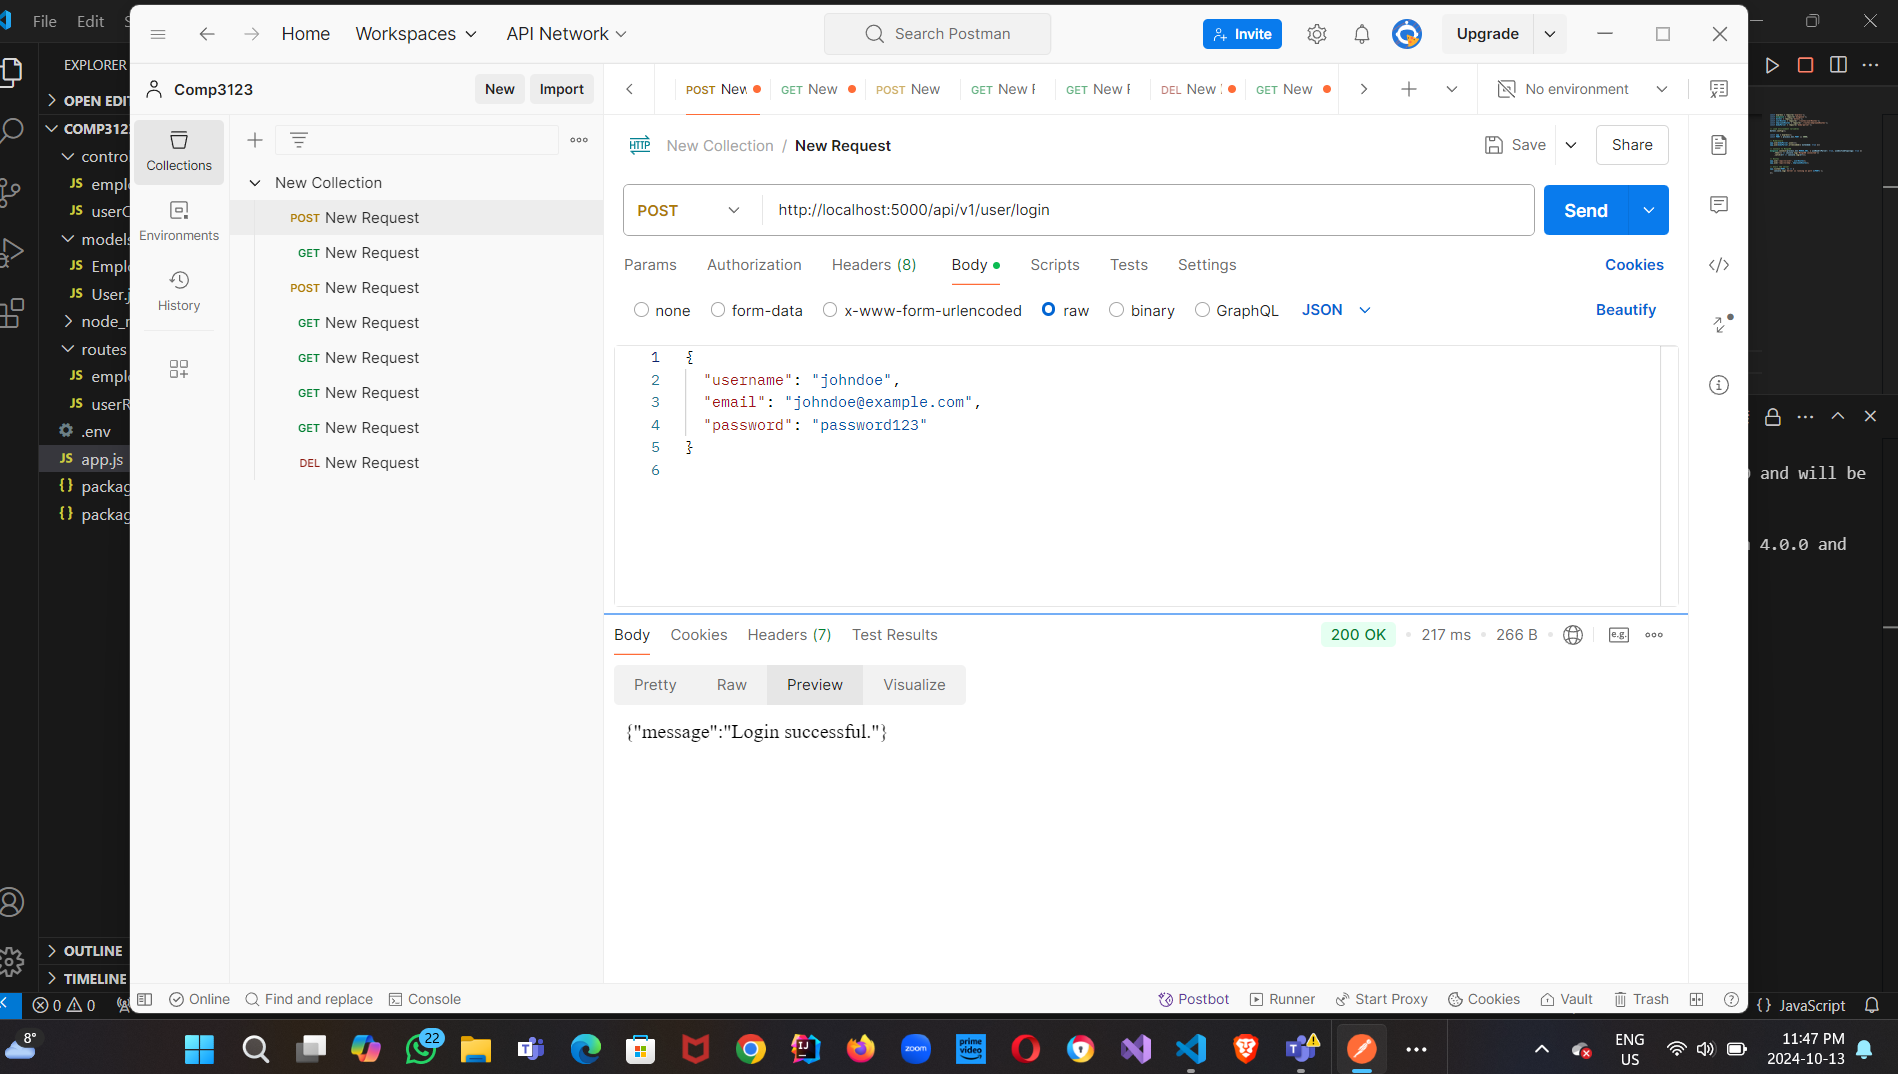 File Edit
Home Workspaces API Network Search Postman Invite Upgrade
EXPLORER
OPEN EDIT
COMP312
contro
JS empl
JS userC
models
JS Emplo
JS User.j
node_r
routes
JS emplo
JS userR
.env
JS app.js
{} packag
{} packag
OUTLINE
TIMELINE
Comp3123 New Import
POST New GET New POST New GET New GET New DEL New GET New No environment
Collections
Environments
History
New Collection
POST New Request
GET New Request
POST New Request
GET New Request
GET New Request
GET New Request
GET New Request
DEL New Request
HTTP New Collection / New Request Save Share
POST http://localhost:5000/api/v1/user/login Send
Params Authorization Headers (8) Body Scripts Tests Settings Cookies
none form-data x-www-form-urlencoded raw binary GraphQL JSON Beautify
1 {
2 "username": "johndoe",
3 "email": "johndoe@example.com",
4 "password": "password123"
5 }
6
Body Cookies Headers (7) Test Results 200 OK 217 ms 266 B e.g.
Pretty Raw Preview Visualize
{"message":"Login successful."}
and will be
4.0.0 and
Online Find and replace Console Postbot Runner Start Proxy Cookies Vault Trash
0 0 {} JavaScript
8° 22 zoom prime video ENG US 11:47 PM 2024-10-13